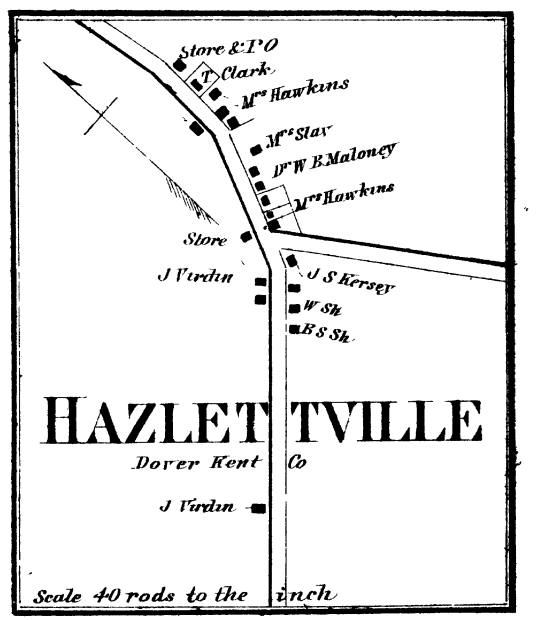 Store & P O
T. Clark
Mrs Hawkins
Mrs Slay
Dr W B. Maloney
Mrs Hawkins
Store
J Virdin
J S Kersey
W Sh
B S Sh
HAZLETTVILLE
Dover Kent Co
J Virdin
Scale 40 rods to the inch